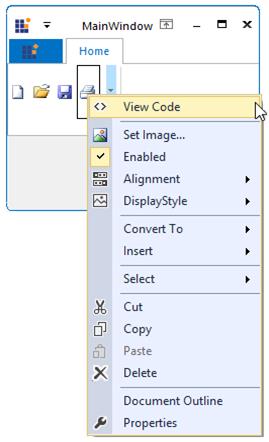 MainWindow
Home
View Code
Set Image...
Enabled
Alignment
DisplayStyle
Convert To
Insert
Select
Cut
Copy
Paste
Delete
Document Outline
Properties